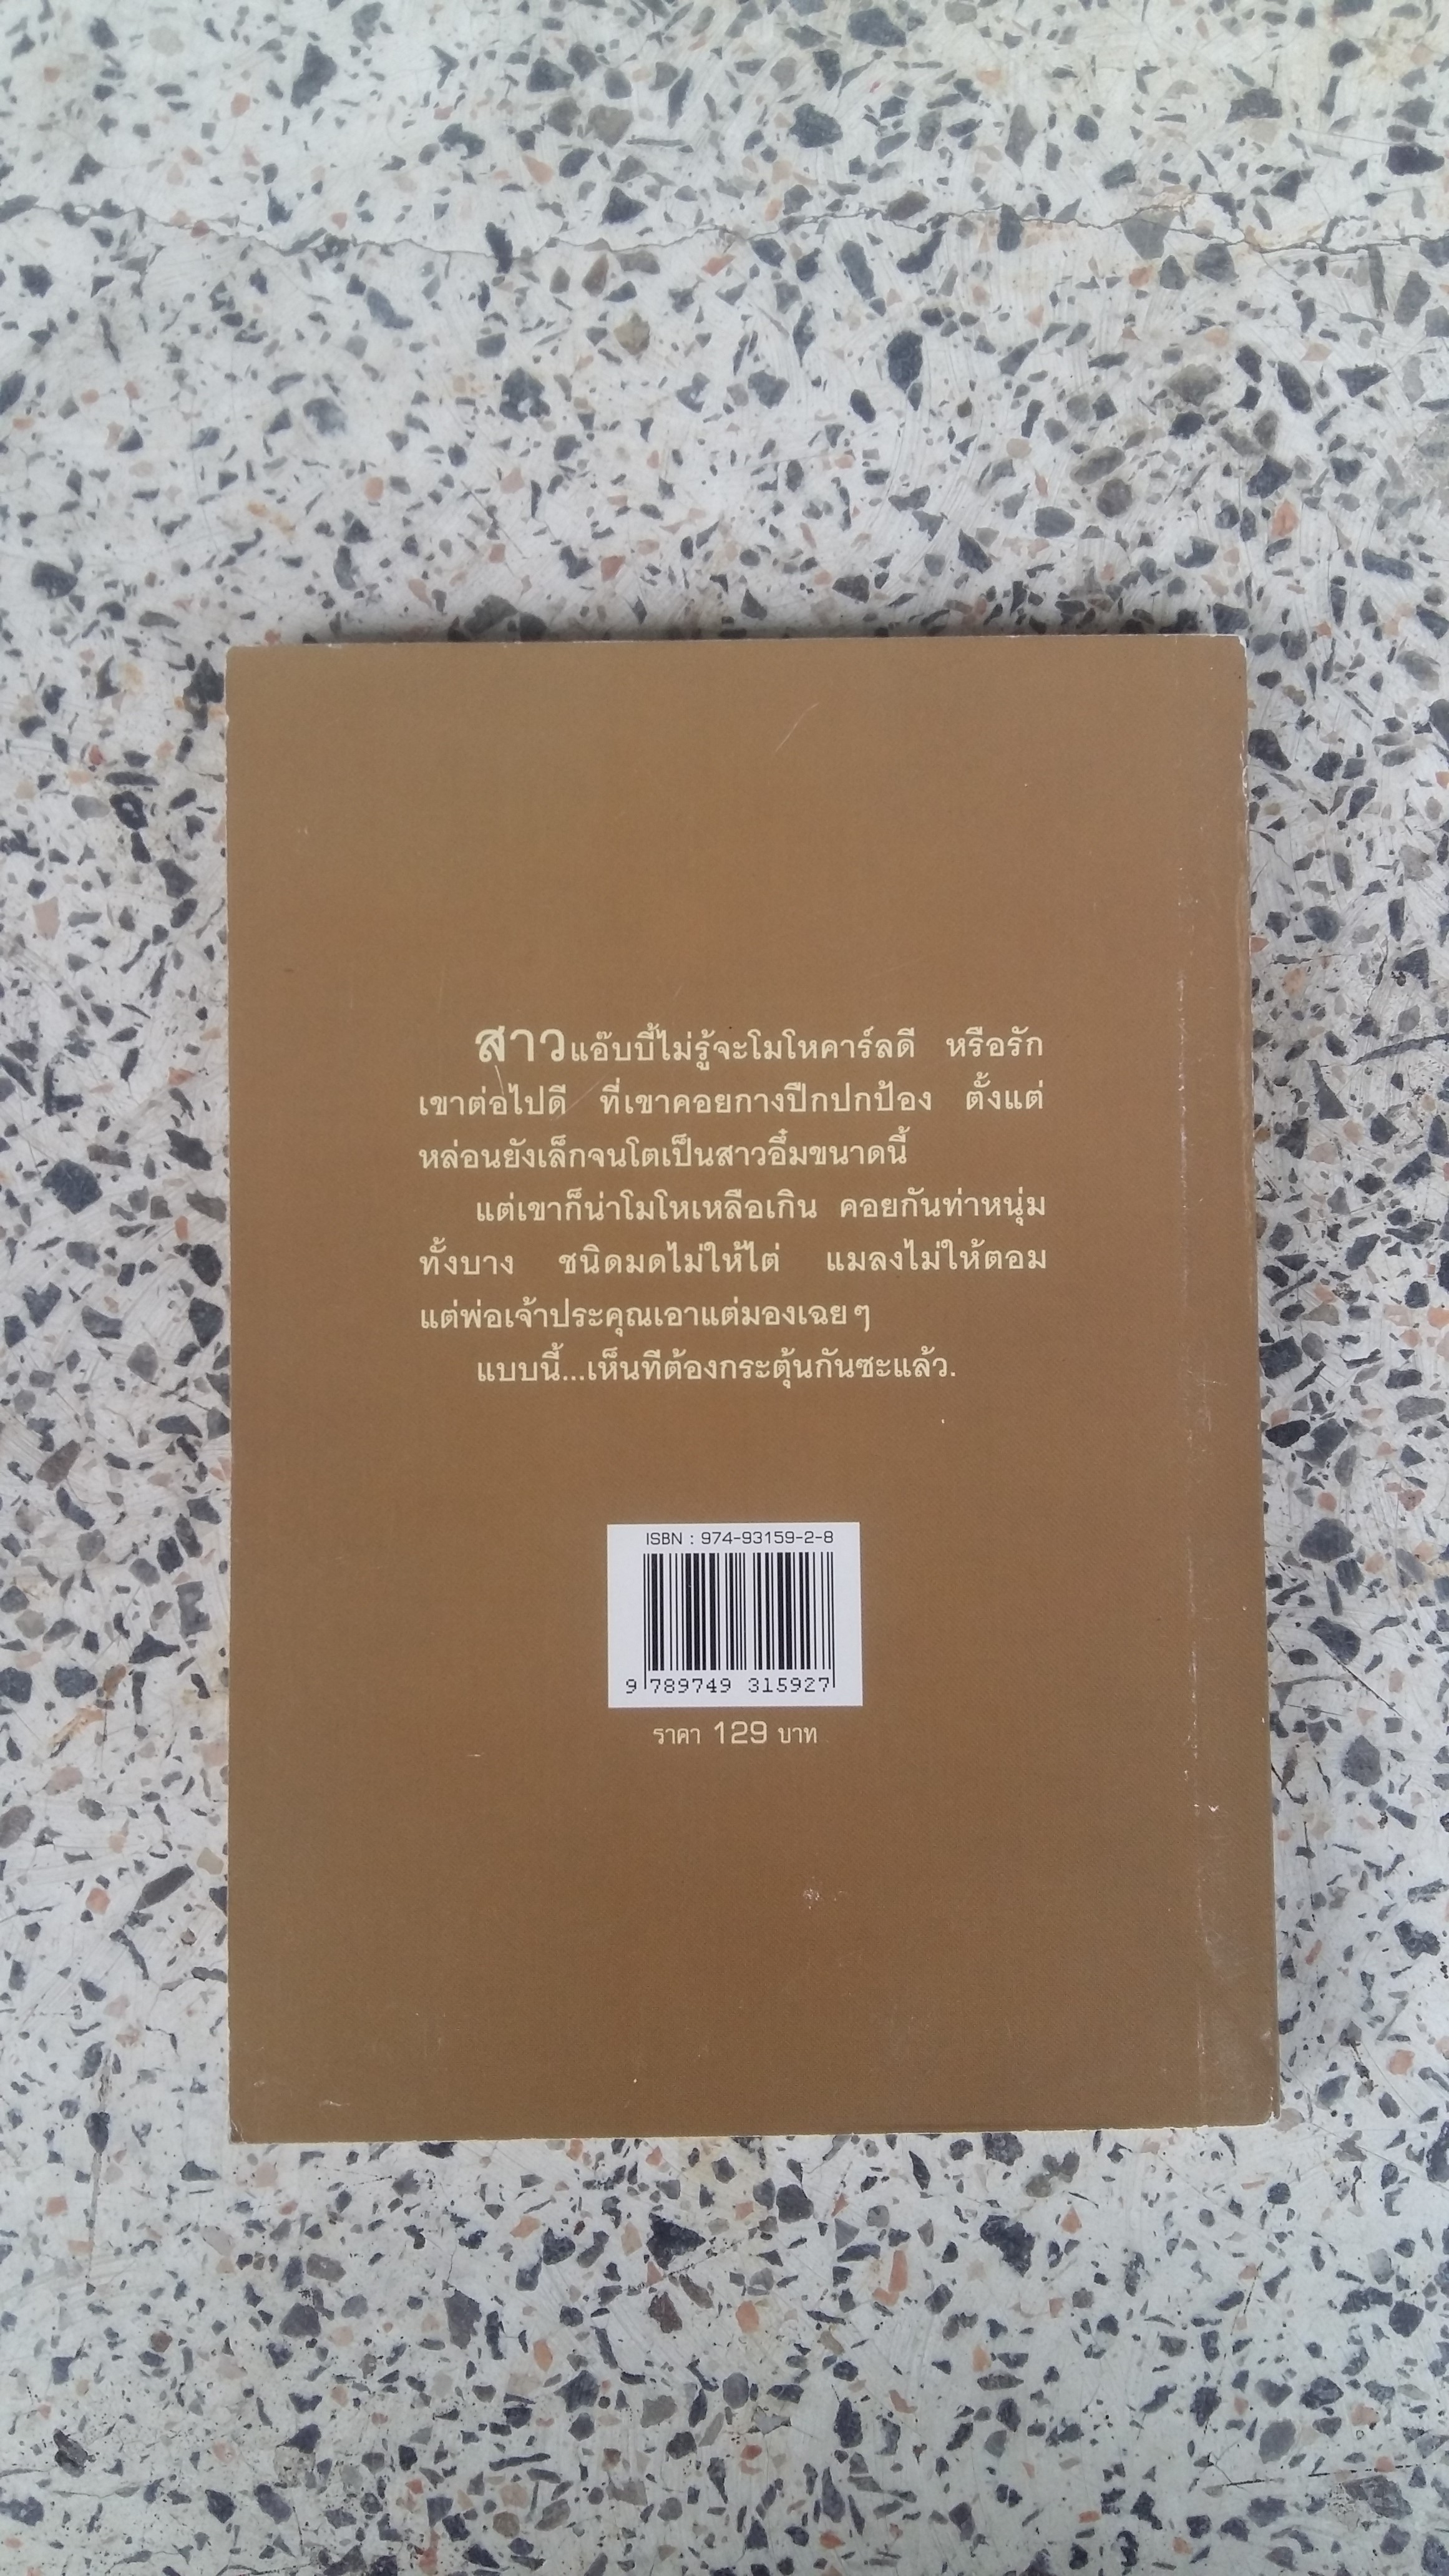 สาวแอ๊บบี้ไม่รู้จะโมโหคาร์ลดี หรือรัก
เขาต่อไปดี ที่เขาคอยกางปีกปกป้อง ตั้งแต่
หล่อนยังเล็กจนโตเป็นสาวอึ๋มขนาดนี้
แต่เขาก็น่าโมโหเหลือเกิน คอยกันท่าหนุ่ม
ทั้งบาง ชนิดมดไม่ให้ไต่ แมลงไม่ให้ตอม
แต่พ่อเจ้าประคุณเอาแต่มองเฉยๆ
แบบนี้...เห็นทีต้องกระตุ้นกันซะแล้ว.
ISBN : 974-93159-2-8
9 789749 315927
ราคา 129 บาท